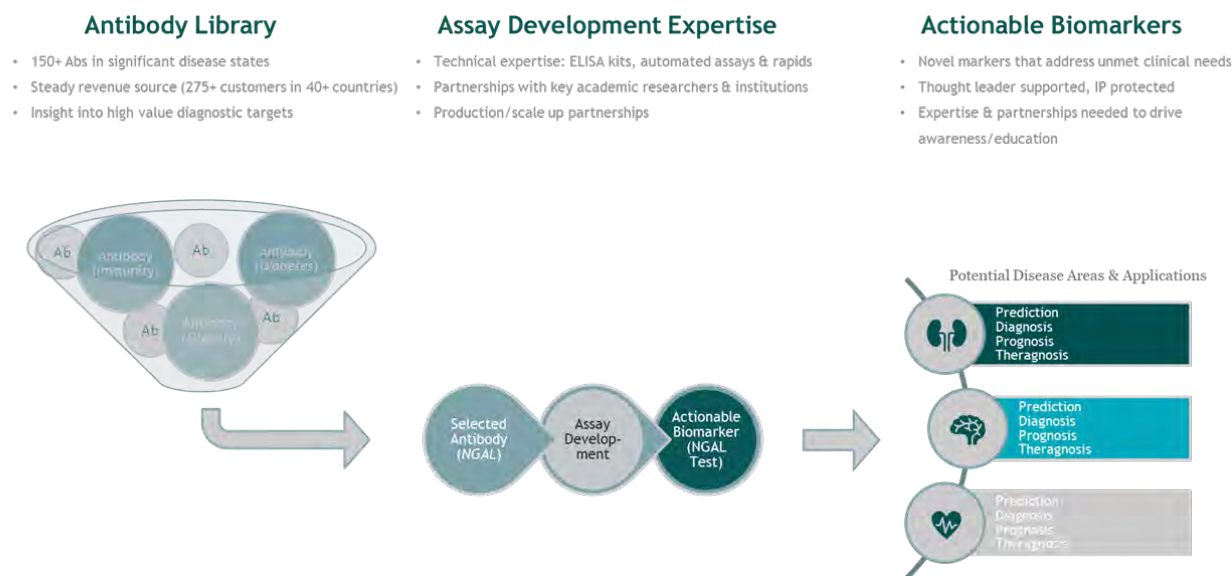 Antibody Library
• 150+ Abs in significant disease states
• Steady revenue source (275+ customers in 40+ countries)
• Insight into high value diagnostic targets
Assay Development Expertise
• Technical expertise: ELISA kits, automated assays & rapids
• Partnerships with key academic researchers & institutions
• Production/scale up partnerships
Actionable Biomarkers
• Novel markers that address unmet clinical needs
• Thought leader supported, IP protected
• Expertise & partnerships needed to drive
awareness/education
Ab
Antibody
(Immunity)
Ab
Antibody
(Diabetes)
Ab
Antibody
Ab
Selected
Antibody
(NGAL)
Assay
Develop-
ment
Actionable
Biomarker
(NGAL
Test)
Potential Disease Areas & Applications
Prediction
Diagnosis
Prognosis
Theragnosis
Prediction
Diagnosis
Prognosis
Theragnosis
Prediction
Diagnosis
Prognosis
Theragnosis